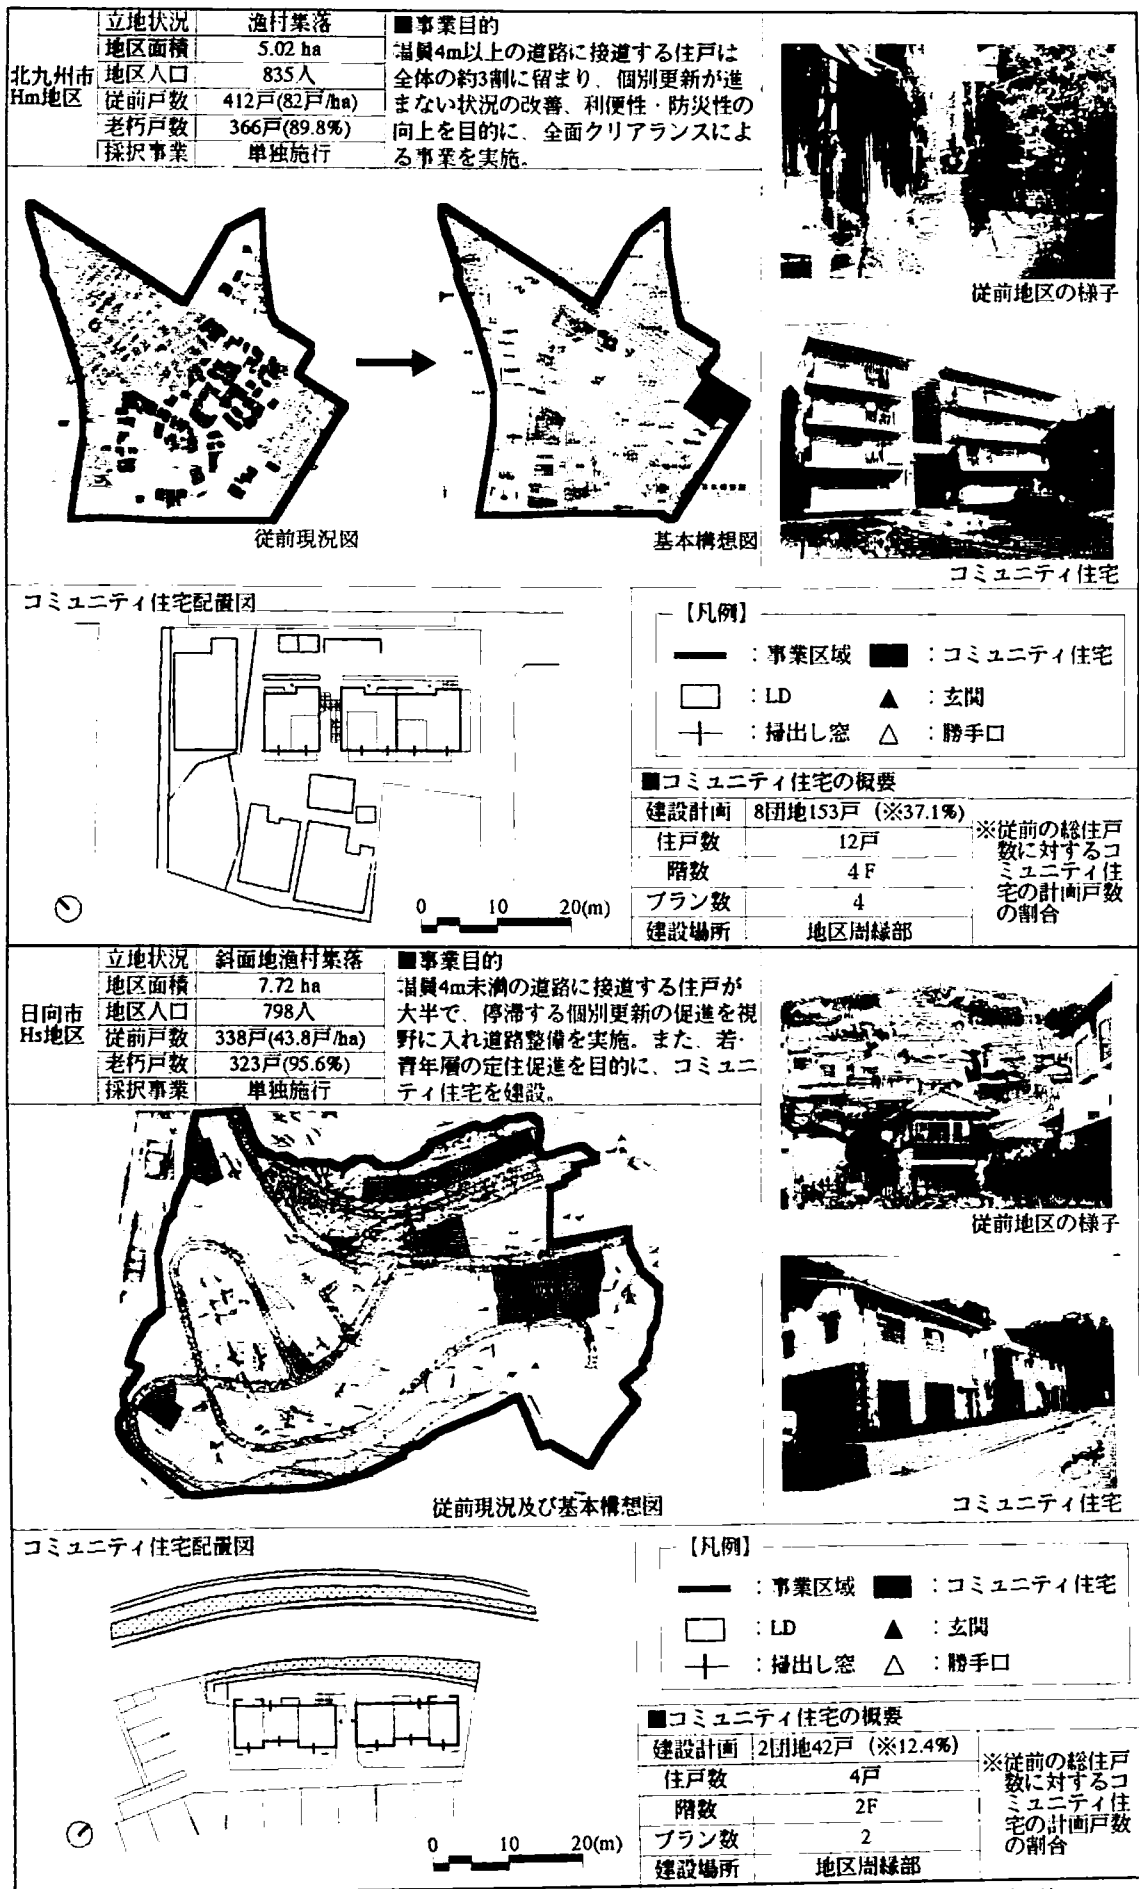 北九州市
Hm地区
立地状況 漁村集落
地区面積 5.02 ha
地区人口 835人
従前戸数 412戸(82戸/ha)
老朽戸数 366戸(89.8%)
採択事業 単独施行
■事業目的
幅員4m以上の道路に接道する住戸は
全体の約3割に留まり、個別更新が進
まない状況の改善、利便性・防災性の
向上を目的に、全面クリアランスによ
る事業を実施。
従前地区の様子
従前現況図
基本構想図
コミュニティ住宅
コミュニティ住宅配置図
0 10 20(m)
【凡例】
:事業区域 :コミュニティ住宅
:LD ▲ :玄関
:掃出し窓 △ :勝手口
■コミュニティ住宅の概要
建設計画 8団地153戸(※37.1%)
住戸数 12戸
階数 4F
プラン数 4
建設場所 地区周縁部
※従前の総住戸
数に対するコ
ミュニティ住
宅の計画戸数
の割合
日向市
Hs地区
立地状況 斜面地漁村集落
地区面積 7.72 ha
地区人口 798人
従前戸数 338戸(43.8戸/ha)
老朽戸数 323戸(95.6%)
採択事業 単独施行
■事業目的
幅員4m未満の道路に接道する住戸が
大半で、停滞する個別更新の促進を視
野に入れ道路整備を実施。また、若・
青年層の定住促進を目的に、コミュニ
ティ住宅を建設。
従前地区の様子
従前現況及び基本構想図
コミュニティ住宅
コミュニティ住宅配置図
0 10 20(m)
【凡例】
:事業区域 :コミュニティ住宅
:LD ▲ :玄関
:掃出し窓 △ :勝手口
■コミュニティ住宅の概要
建設計画 2団地42戸(※12.4%)
住戸数 4戸
階数 2F
プラン数 2
建設場所 地区周縁部
※従前の総住戸
数に対するコ
ミュニティ住
宅の計画戸数
の割合